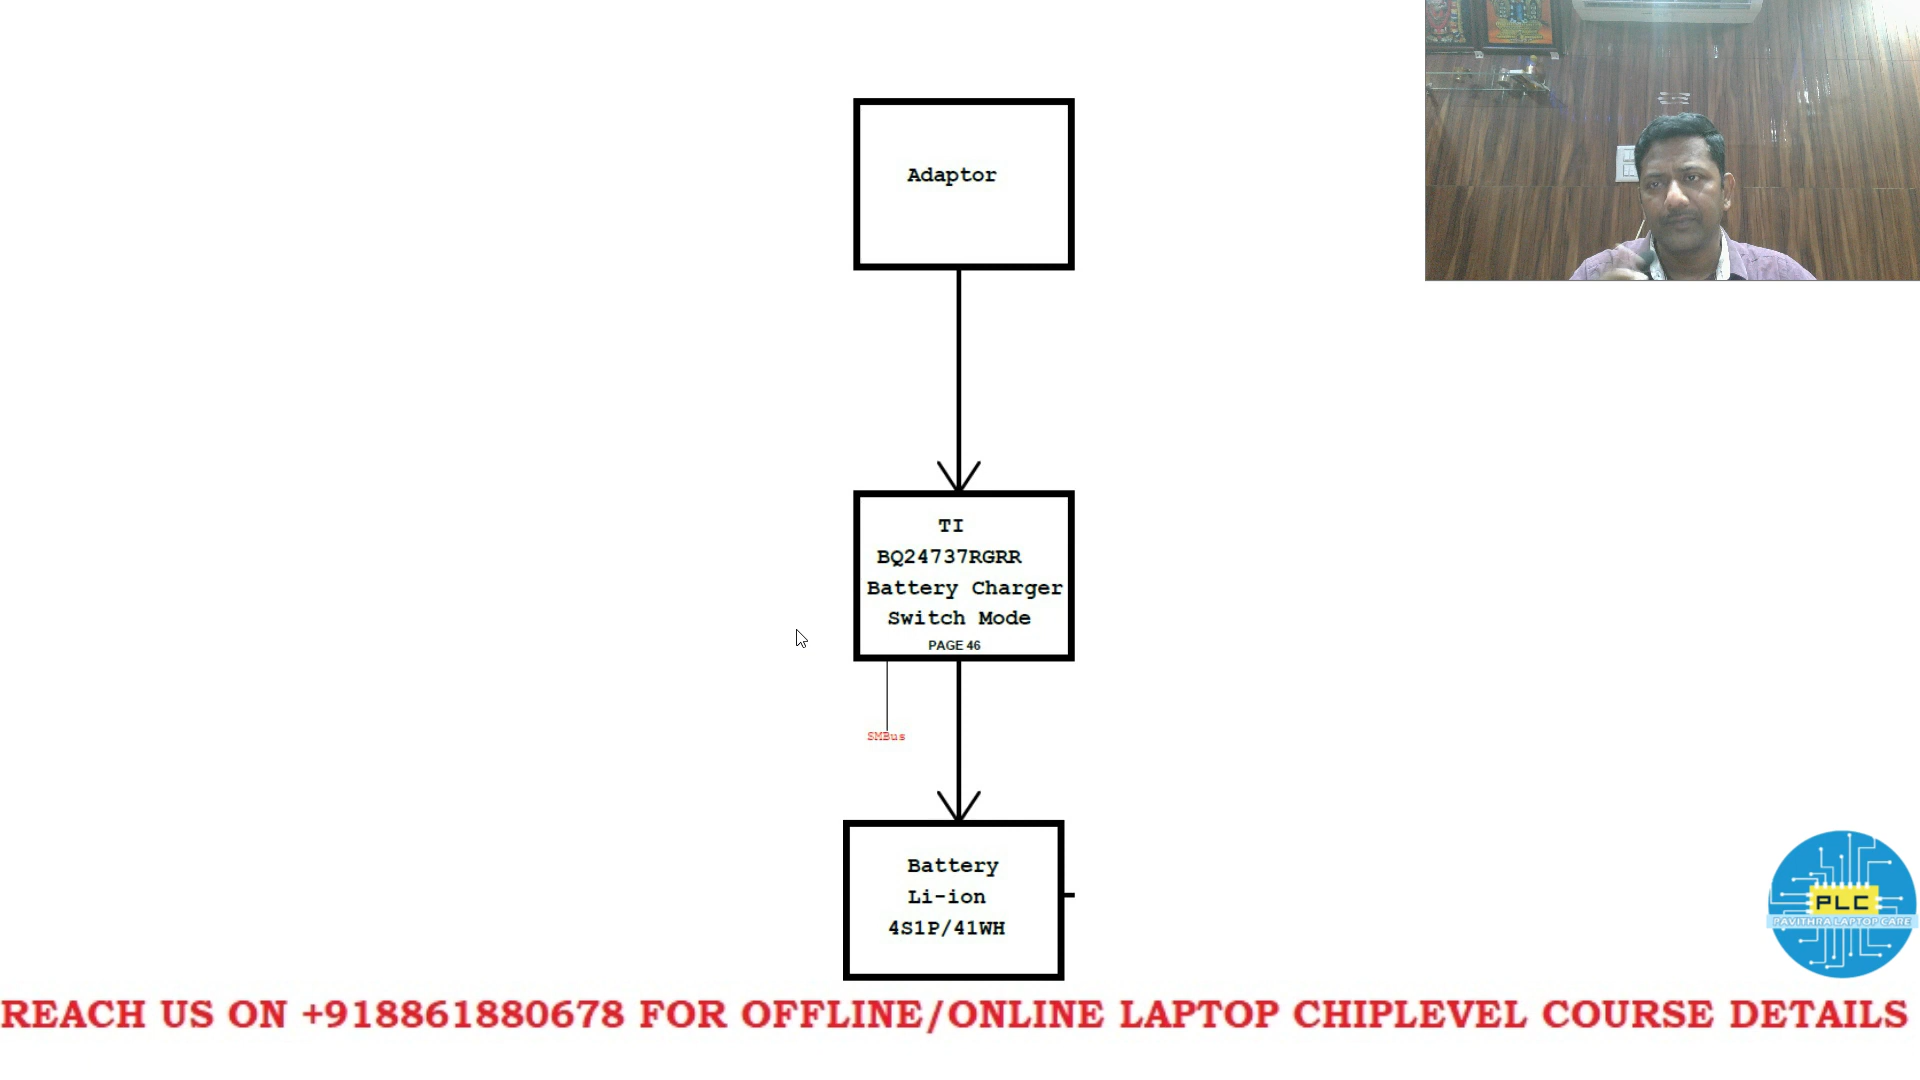 Adaptor
TI
BQ24737RGRR
Battery Charger
Switch Mode
PAGE 46
SMBus
Battery
Li-ion
4S1P/41WH
PLC
PAVITHRA LAPTOP CARE
REACH US ON +918861880678 FOR OFFLINE/ONLINE LAPTOP CHIPLEVEL COURSE DETAILS